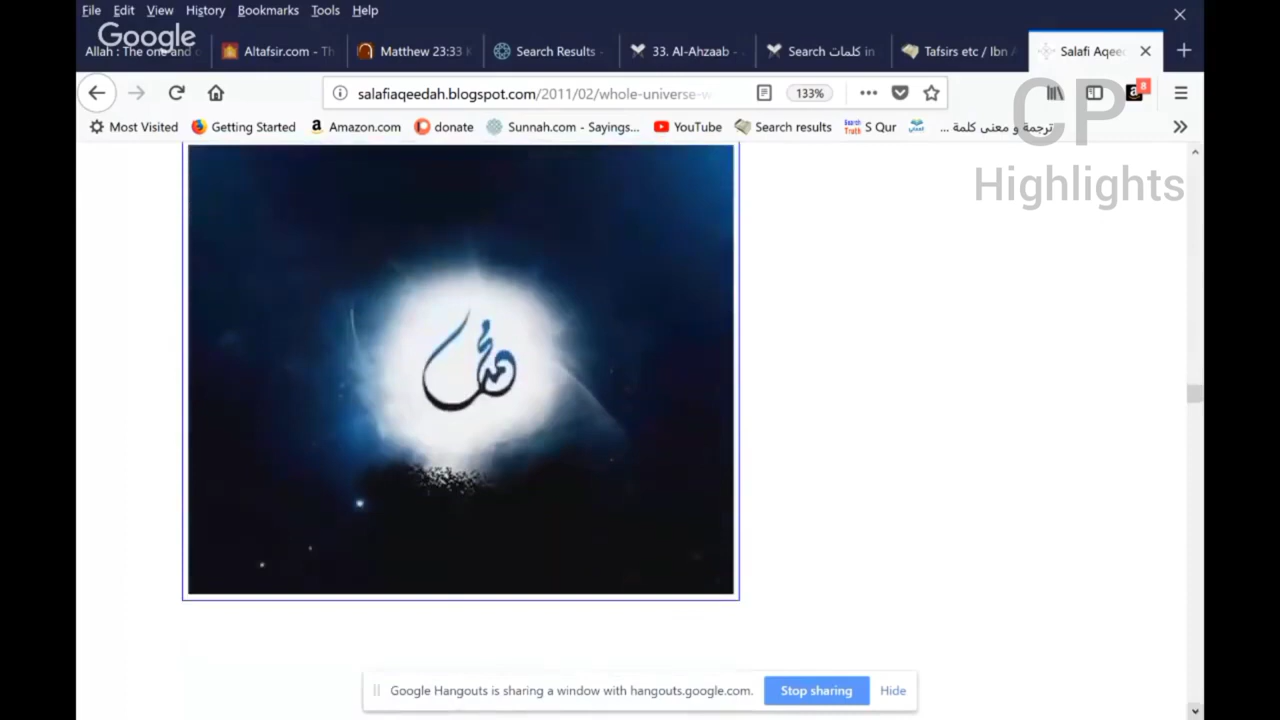 File Edit View History Bookmarks Tools Help
Google
Allah : The one and o
Altafsir.com - Th
Matthew 23:33 K
Search Results -
33. Al-Ahzaab -
Search كلمات in
Tafsirs etc / Ibn A
Salafi Aqee
salafiaqeedah.blogspot.com/2011/02/whole-universe-w
133%
8
Most Visited Getting Started Amazon.com donate Sunnah.com - Sayings... YouTube Search results S Qur ترجمة و معنى كلمة ...
CP
Highlights
محمد
Google Hangouts is sharing a window with hangouts.google.com. Stop sharing Hide